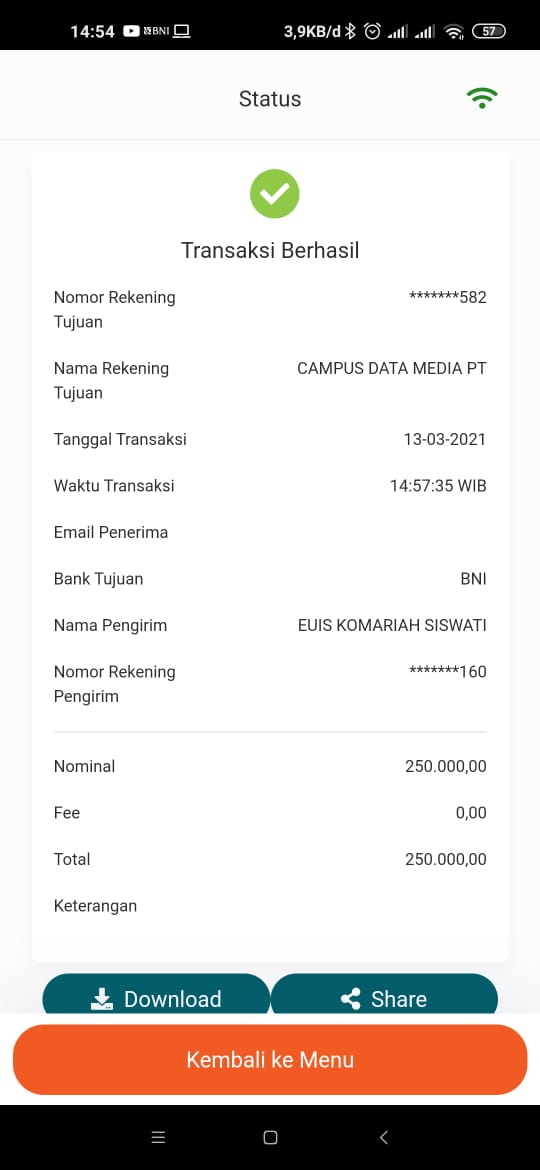 14:54 BNI 3,9KB/d 57
Status
Transaksi Berhasil
Nomor Rekening *******582
Tujuan
Nama Rekening CAMPUS DATA MEDIA PT
Tujuan
Tanggal Transaksi 13-03-2021
Waktu Transaksi 14:57:35 WIB
Email Penerima
Bank Tujuan BNI
Nama Pengirim EUIS KOMARIAH SISWATI
Nomor Rekening *******160
Pengirim
Nominal 250.000,00
Fee 0,00
Total 250.000,00
Keterangan
Download Share
Kembali ke Menu